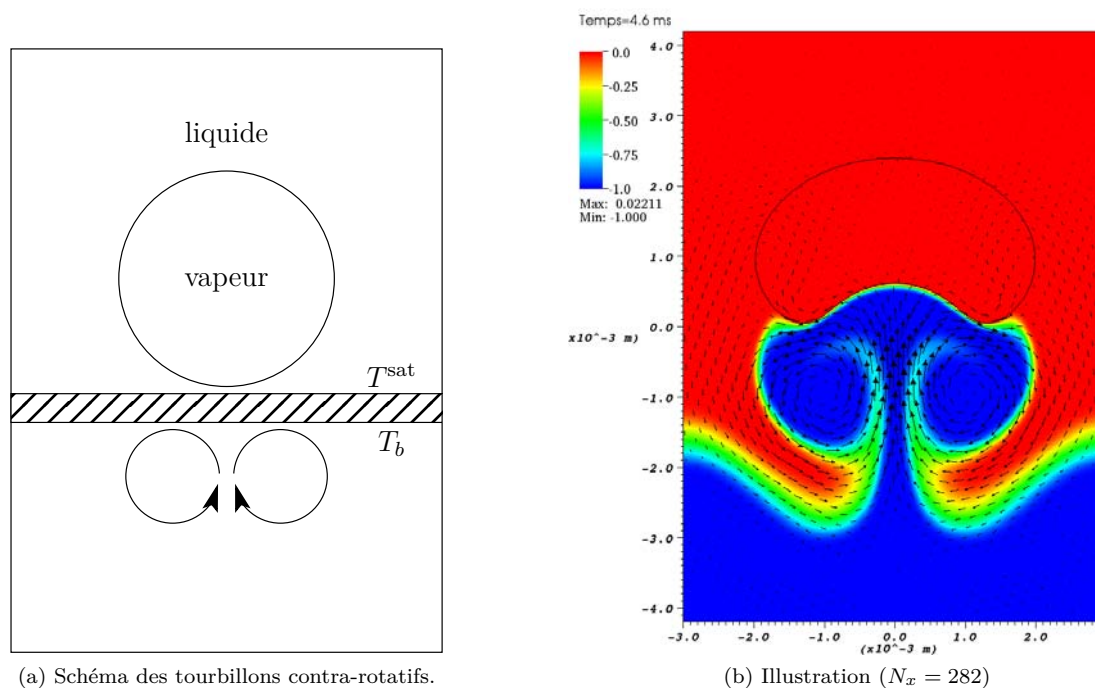 liquide
vapeur
T^sat
T_b
(a) Schéma des tourbillons contra-rotatifs.
Temps=4.6 ms
0.0
-0.25
-0.50
-0.75
-1.0
Max: 0.02211
Min: -1.000
4.0
3.0
2.0
1.0
0.0
x10^-3 m)
-1.0
-2.0
-3.0
-4.0
-3.0 -2.0 -1.0 0.0 1.0 2.0
(x10^-3 m)
(b) Illustration (N_x = 282)